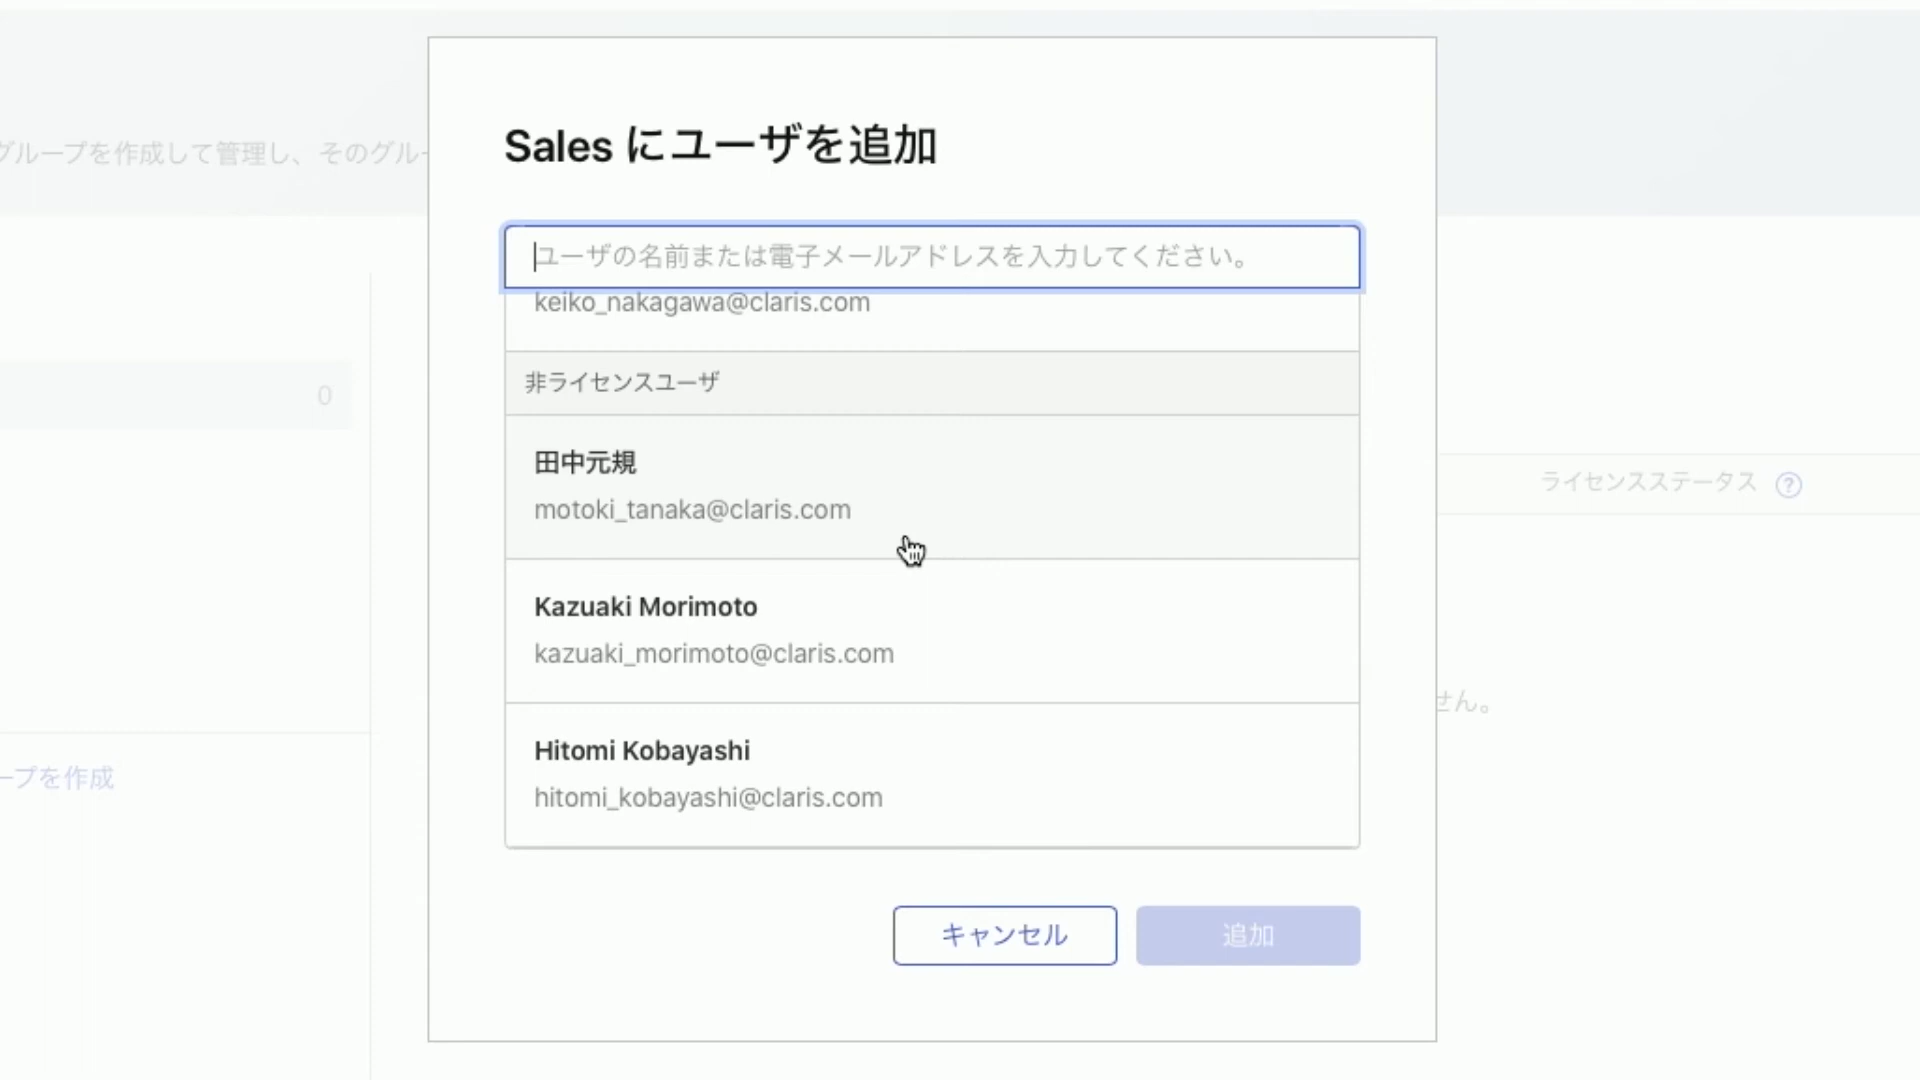 Sales にユーザを追加
グループを作成して管理し、そのグルー
ユーザの名前または電子メールアドレスを入力してください。
keiko_nakagawa@claris.com
非ライセンスユーザ
0
田中元規
motoki_tanaka@claris.com
ライセンスステータス ?
Kazuaki Morimoto
kazuaki_morimoto@claris.com
せん。
Hitomi Kobayashi
hitomi_kobayashi@claris.com
ープを作成
キャンセル
追加